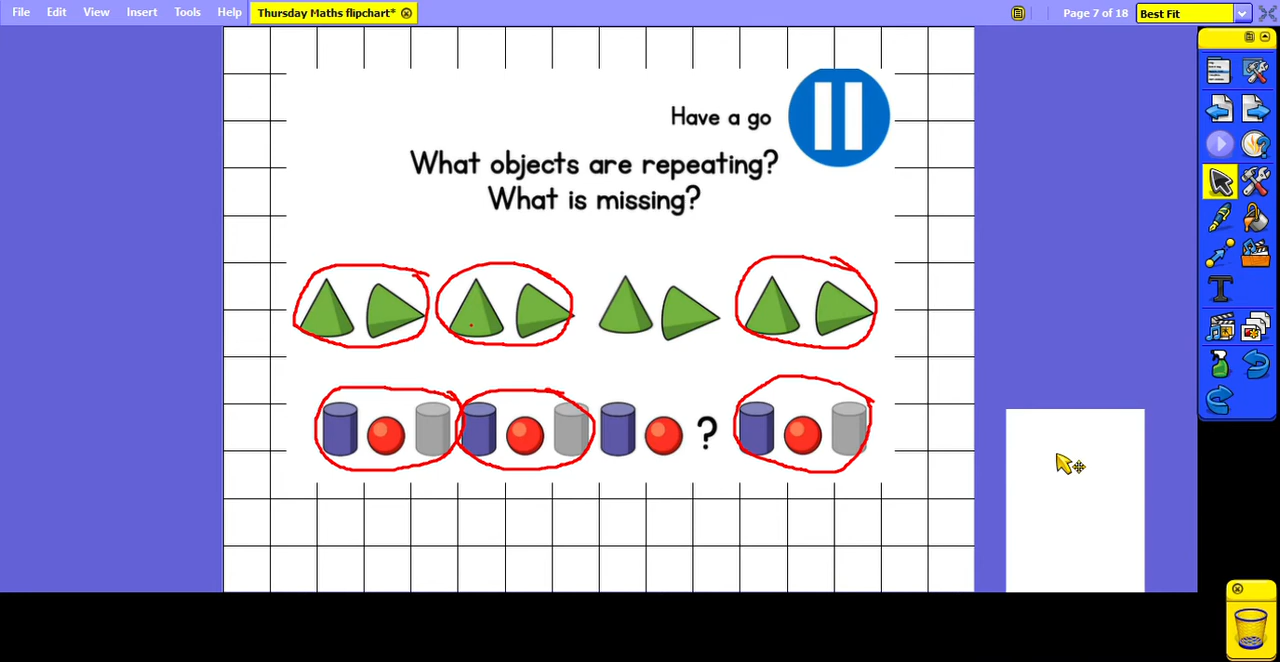 File Edit View Insert Tools Help Thursday Maths flipchart* Page 7 of 18 Best Fit
Have a go
What objects are repeating?
What is missing?
?
T